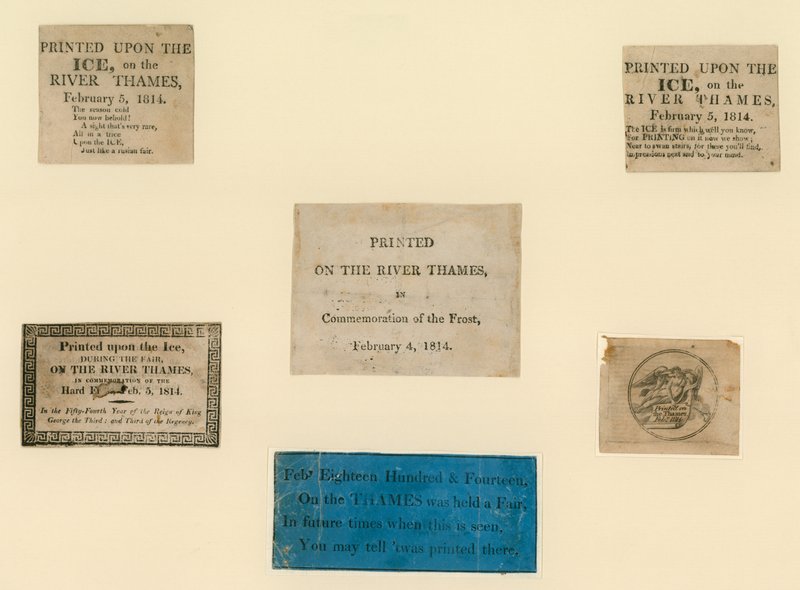 PRINTED UPON THE
ICE, on the
RIVER THAMES,
February 5, 1814.
The season cold
You now behold!
A sight that's very rare,
All in a trice
Upon the ICE,
Just like a russian fair.
PRINTED UPON THE
ICE, on the
RIVER THAMES,
February 5, 1814.
The ICE is firm which well you know,
For PRINTING on it now we show;
Near to swan stairs, for these you'll find,
Impressions neat and to your mind.
PRINTED
ON THE RIVER THAMES,
IN
Commemoration of the Frost,
February 4, 1814.
Printed upon the Ice,
DURING THE FAIR,
ON THE RIVER THAMES,
IN COMMEMORATION OF THE
Hard Feb. 5, 1814.
In the Fifty-Fourth Year of the Reign of King
George the Third: and Third of the Regency.
Printed on
the Thames
Feby Eighteen Hundred & Fourteen,
On the THAMES was held a Fair,
In future times when this is seen,
You may tell 'twas printed there.